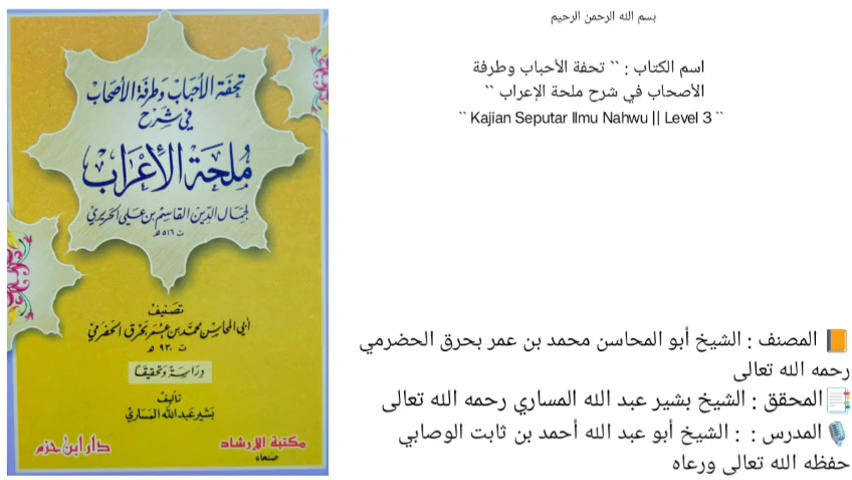 بسم الله الرحمن الرحيم
اسم الكتاب : `` تحفة الأحباب وطرفة
الأصحاب في شرح ملحة الإعراب ``
`` Kajian Seputar Ilmu Nahwu || Level 3 ``
تحفة الأحباب وطرفة الأصحاب
في شرح
ملحة الإعراب
لجمال الدين القاسم بن علي الحريري
ت ٥١٦ هـ
تصنيف
أبي المحاسن محمد بن عمر بحرق الحضرمي
ت ٩٣٠ هـ
دراسة وتحقيقا
تأليف
بشير عبد الله المساري
مكتبة الإرشاد
صنعاء
دار ابن حزم
📙 المصنف : الشيخ أبو المحاسن محمد بن عمر بحرق الحضرمي
رحمه الله تعالى
📑المحقق : الشيخ بشير عبد الله المساري رحمه الله تعالى
🎙️المدرس : : الشيخ أبو عبد الله أحمد بن ثابت الوصابي
حفظه الله تعالى ورعاه